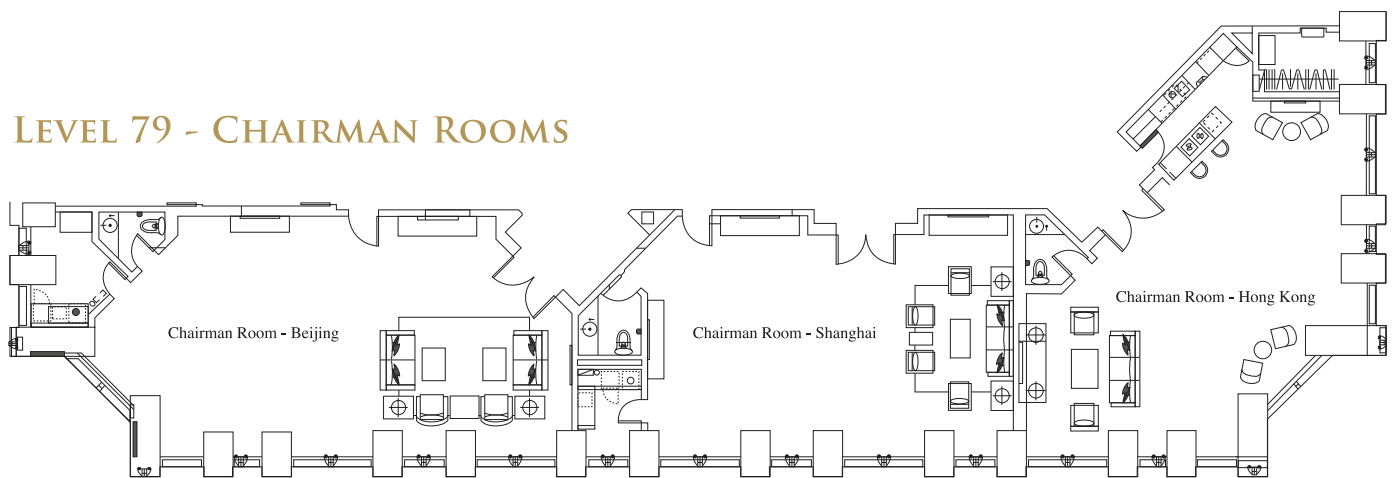 LEVEL 79 - CHAIRMAN ROOMS
Chairman Room - Beijing
Chairman Room - Shanghai
Chairman Room - Hong Kong